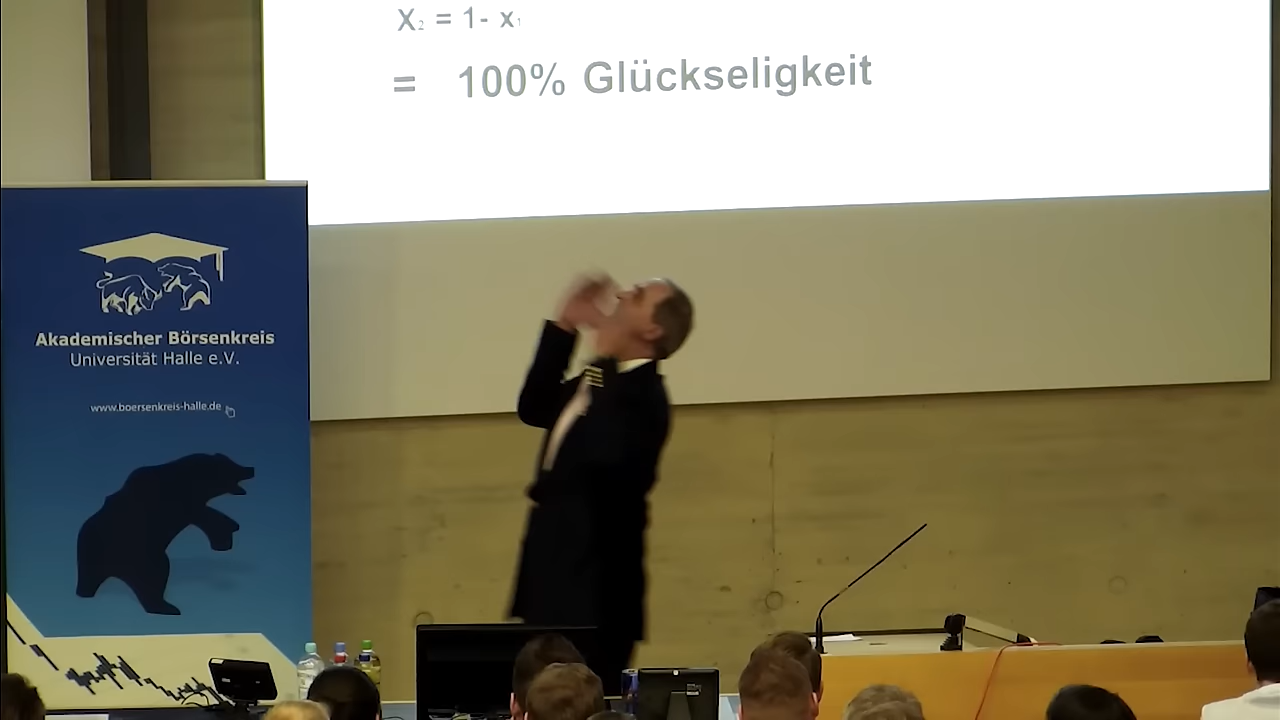 X₂ = 1- x₁
= 100% Glückseligkeit
Akademischer Börsenkreis
Universität Halle e.V.
www.boersenkreis-halle.de